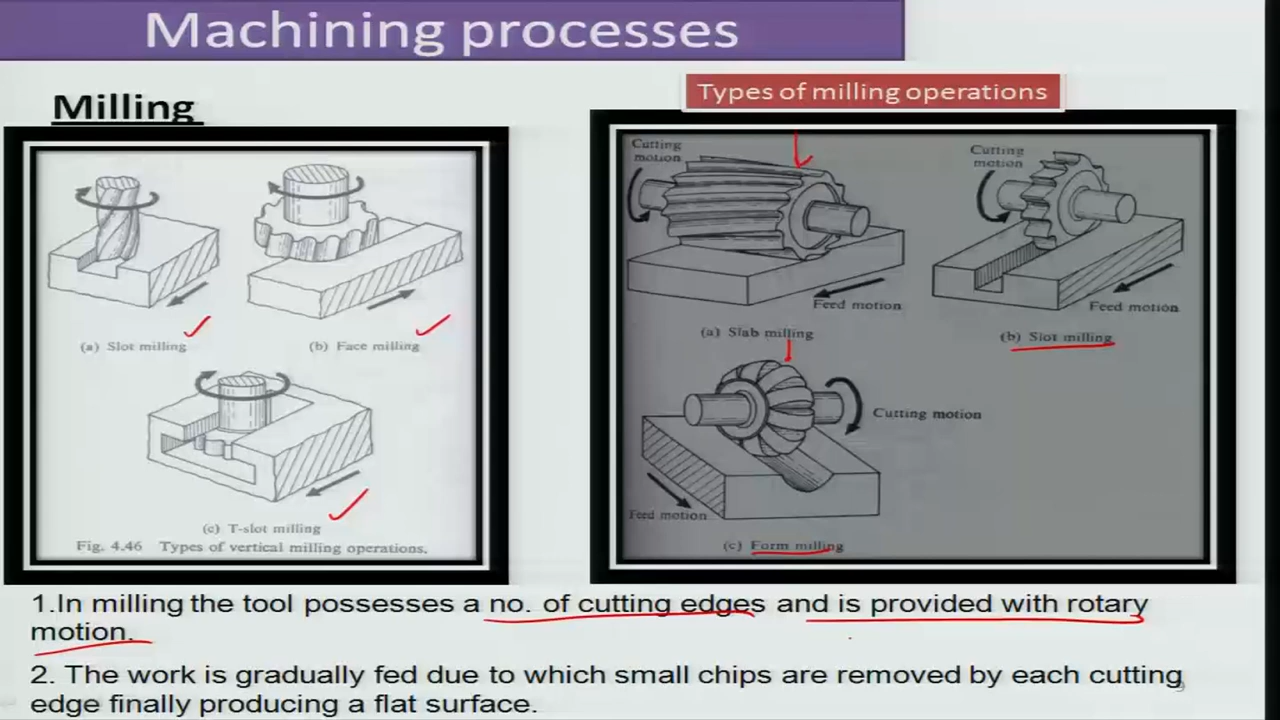 Machining processes
Milling
Types of milling operations
(a) Slot milling
(b) Face milling
(c) T-slot milling
Fig. 4.46 Types of vertical milling operations.
Cutting
motion
Feed motion
(a) Slab milling
Cutting
motion
Feed motion
(b) Slot milling
Cutting motion
Feed motion
(c) Form milling
1.In milling the tool possesses a no. of cutting edges and is provided with rotary
motion.
2. The work is gradually fed due to which small chips are removed by each cutting
edge finally producing a flat surface.
9